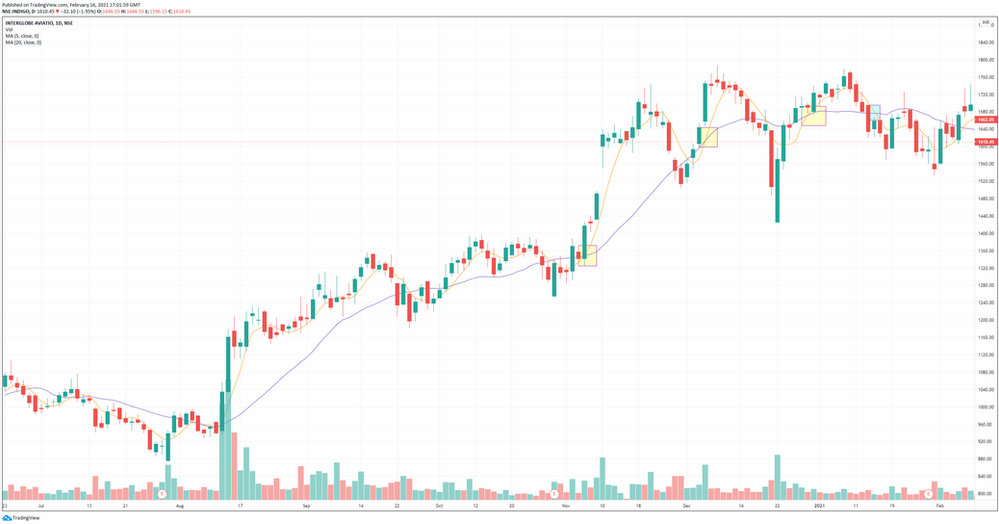 Published on TradingView.com, February 16, 2021 17:01:59 GMT
NSE:INDIGO, D 1610.45 ▼ −32.10 (−1.95%) O:1646.55 H:1646.55 L:1596.15 C:1610.45
INTERGLOBE AVIATIO, 1D, NSE
Vol
MA (5, close, 0)
MA (20, close, 0)
INR
1840.00
1800.00
1760.00
1720.00
1680.00
1662.05
1640.00
1610.45
1600.00
1560.00
1520.00
1480.00
1440.00
1400.00
1360.00
1320.00
1280.00
1240.00
1200.00
1160.00
1120.00
1080.00
1040.00
1000.00
960.00
920.00
880.00
840.00
800.00
E E E
23 Jul 13 21 Aug 17 Sep 14 22 Oct 12 20 Nov 10 18 Dec 14 22 2021 11 19 Feb
TradingView